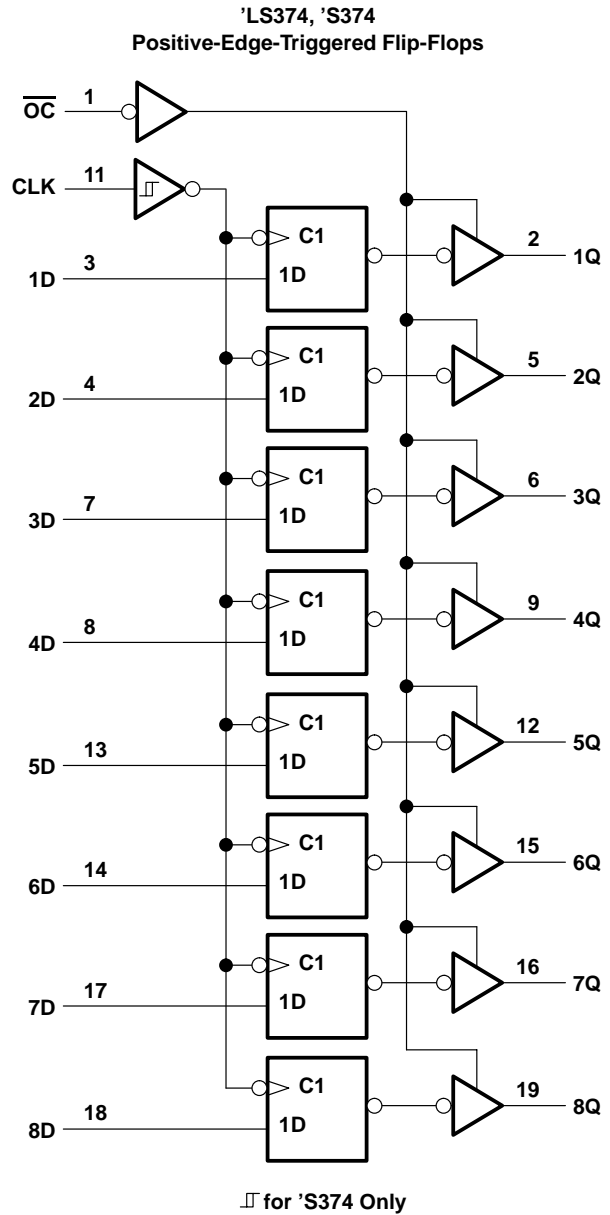 ’LS374, ’S374
Positive-Edge-Triggered Flip-Flops
OC 1
CLK 11
C1
1D 3 1D 2 1Q
C1
2D 4 1D 5 2Q
C1
3D 7 1D 6 3Q
C1
4D 8 1D 9 4Q
C1
5D 13 1D 12 5Q
C1
6D 14 1D 15 6Q
C1
7D 17 1D 16 7Q
C1
8D 18 1D 19 8Q
for ’S374 Only